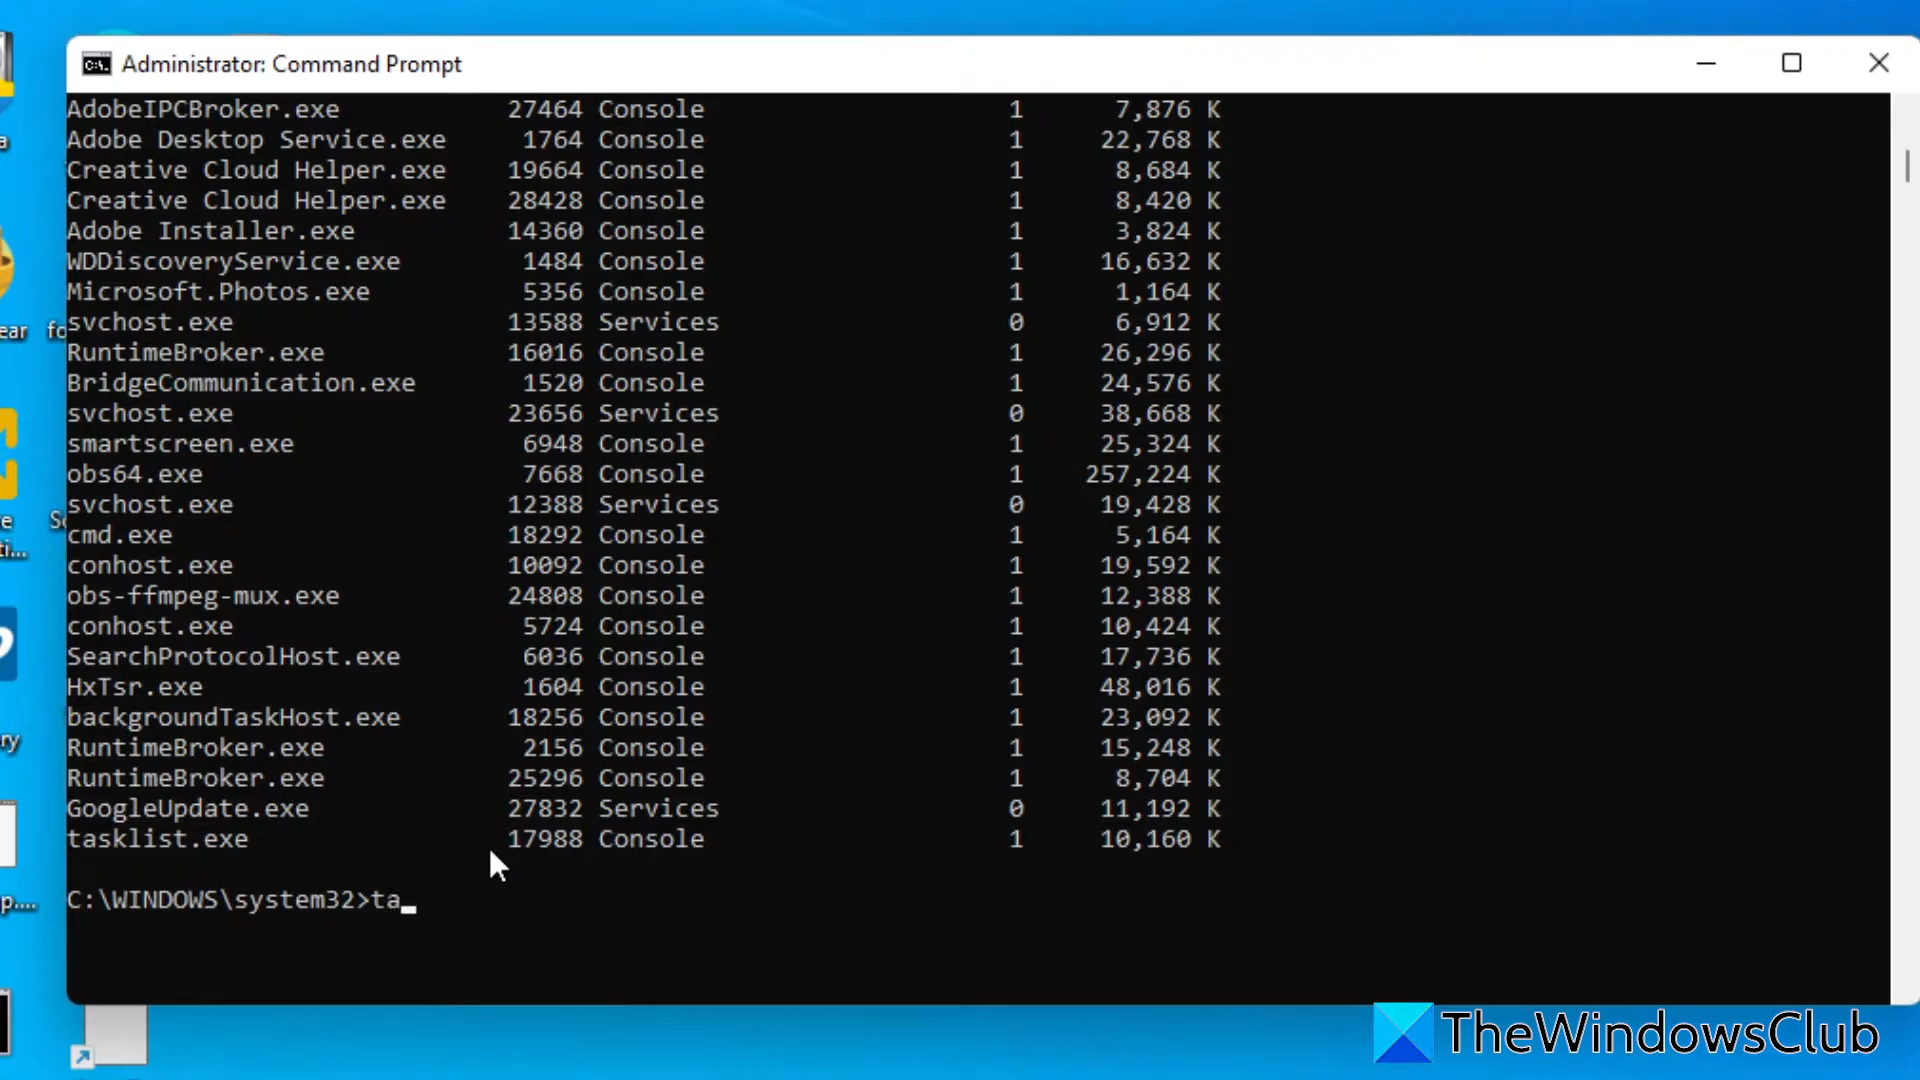 Administrator: Command Prompt
AdobeIPCBroker.exe 27464 Console 1 7,876 K
Adobe Desktop Service.exe 1764 Console 1 22,768 K
Creative Cloud Helper.exe 19664 Console 1 8,684 K
Creative Cloud Helper.exe 28428 Console 1 8,420 K
Adobe Installer.exe 14360 Console 1 3,824 K
WDDiscoveryService.exe 1484 Console 1 16,632 K
Microsoft.Photos.exe 5356 Console 1 1,164 K
svchost.exe 13588 Services 0 6,912 K
RuntimeBroker.exe 16016 Console 1 26,296 K
BridgeCommunication.exe 1520 Console 1 24,576 K
svchost.exe 23656 Services 0 38,668 K
smartscreen.exe 6948 Console 1 25,324 K
obs64.exe 7668 Console 1 257,224 K
svchost.exe 12388 Services 0 19,428 K
cmd.exe 18292 Console 1 5,164 K
conhost.exe 10092 Console 1 19,592 K
obs-ffmpeg-mux.exe 24808 Console 1 12,388 K
conhost.exe 5724 Console 1 10,424 K
SearchProtocolHost.exe 6036 Console 1 17,736 K
HxTsr.exe 1604 Console 1 48,016 K
backgroundTaskHost.exe 18256 Console 1 23,092 K
RuntimeBroker.exe 2156 Console 1 15,248 K
RuntimeBroker.exe 25296 Console 1 8,704 K
GoogleUpdate.exe 27832 Services 0 11,192 K
tasklist.exe 17988 Console 1 10,160 K
C:\WINDOWS\system32>ta_
TheWindowsClub